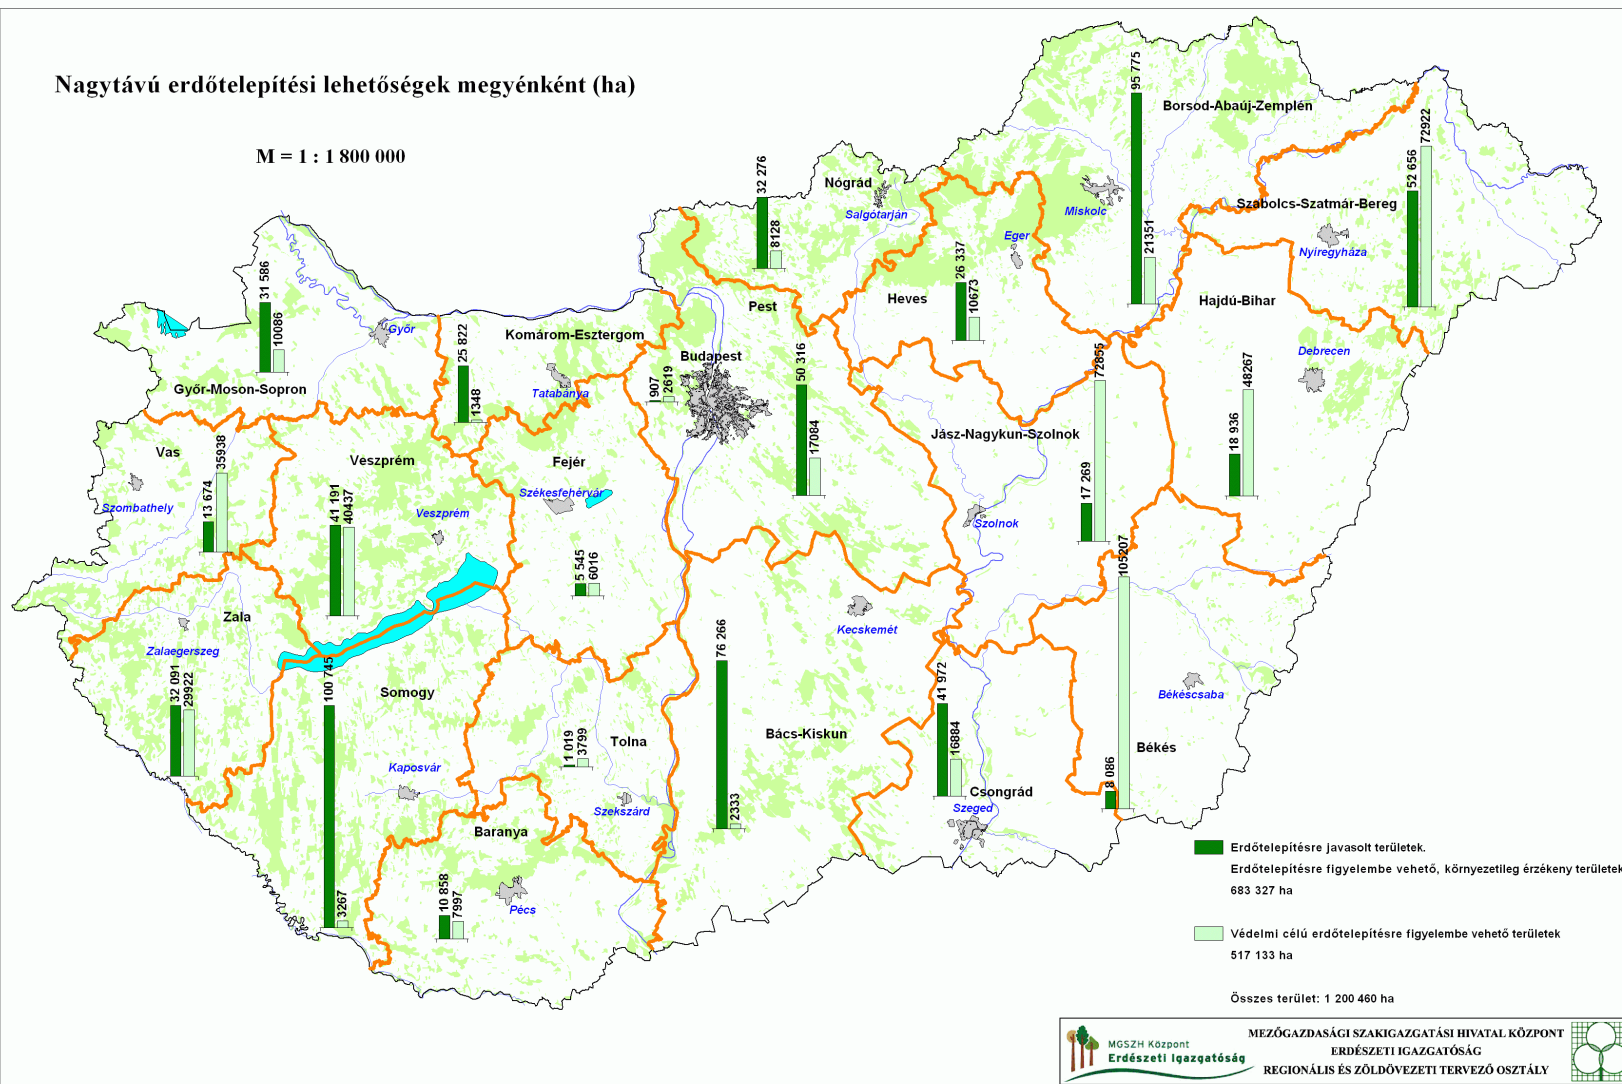 Nagytávú erdőtelepítési lehetőségek megyénként (ha)
M = 1 : 1 800 000
95 775
21351
Borsod-Abaúj-Zemplén
Miskolc
52 656
72922
Szabolcs-Szatmár-Bereg
Nyíregyháza
32 276
8128
Nógrád
Salgótarján
Eger
26 337
10673
Heves
Hajdú-Bihar
Debrecen
18 936
48267
31 586
10086
Győr
Győr-Moson-Sopron
25 822
1348
Komárom-Esztergom
Tatabánya
Pest
Budapest
907
2619
50 316
17084
Jász-Nagykun-Szolnok
17 269
72855
Szolnok
Vas
Szombathely
13 674
35938
Veszprém
Veszprém
41 191
40437
Fejér
Székesfehérvár
5 545
6016
Zala
Zalaegerszeg
32 091
29922
Somogy
100 745
3267
Kaposvár
Tolna
1 019
3799
Szekszárd
Baranya
10 858
7997
Pécs
Kecskemét
76 266
2333
Bács-Kiskun
41 972
16884
Csongrád
Szeged
105207
8 086
Békéscsaba
Békés
Erdőtelepítésre javasolt területek.
Erdőtelepítésre figyelembe vehető, környezetileg érzékeny területek
683 327 ha
Védelmi célú erdőtelepítésre figyelembe vehető területek
517 133 ha
Összes terület: 1 200 460 ha
MGSZH Központ
Erdészeti Igazgatóság
MEZŐGAZDASÁGI SZAKIGAZGATÁSI HIVATAL KÖZPONT
ERDÉSZETI IGAZGATÓSÁG
REGIONÁLIS ÉS ZÖLDÖVEZETI TERVEZŐ OSZTÁLY